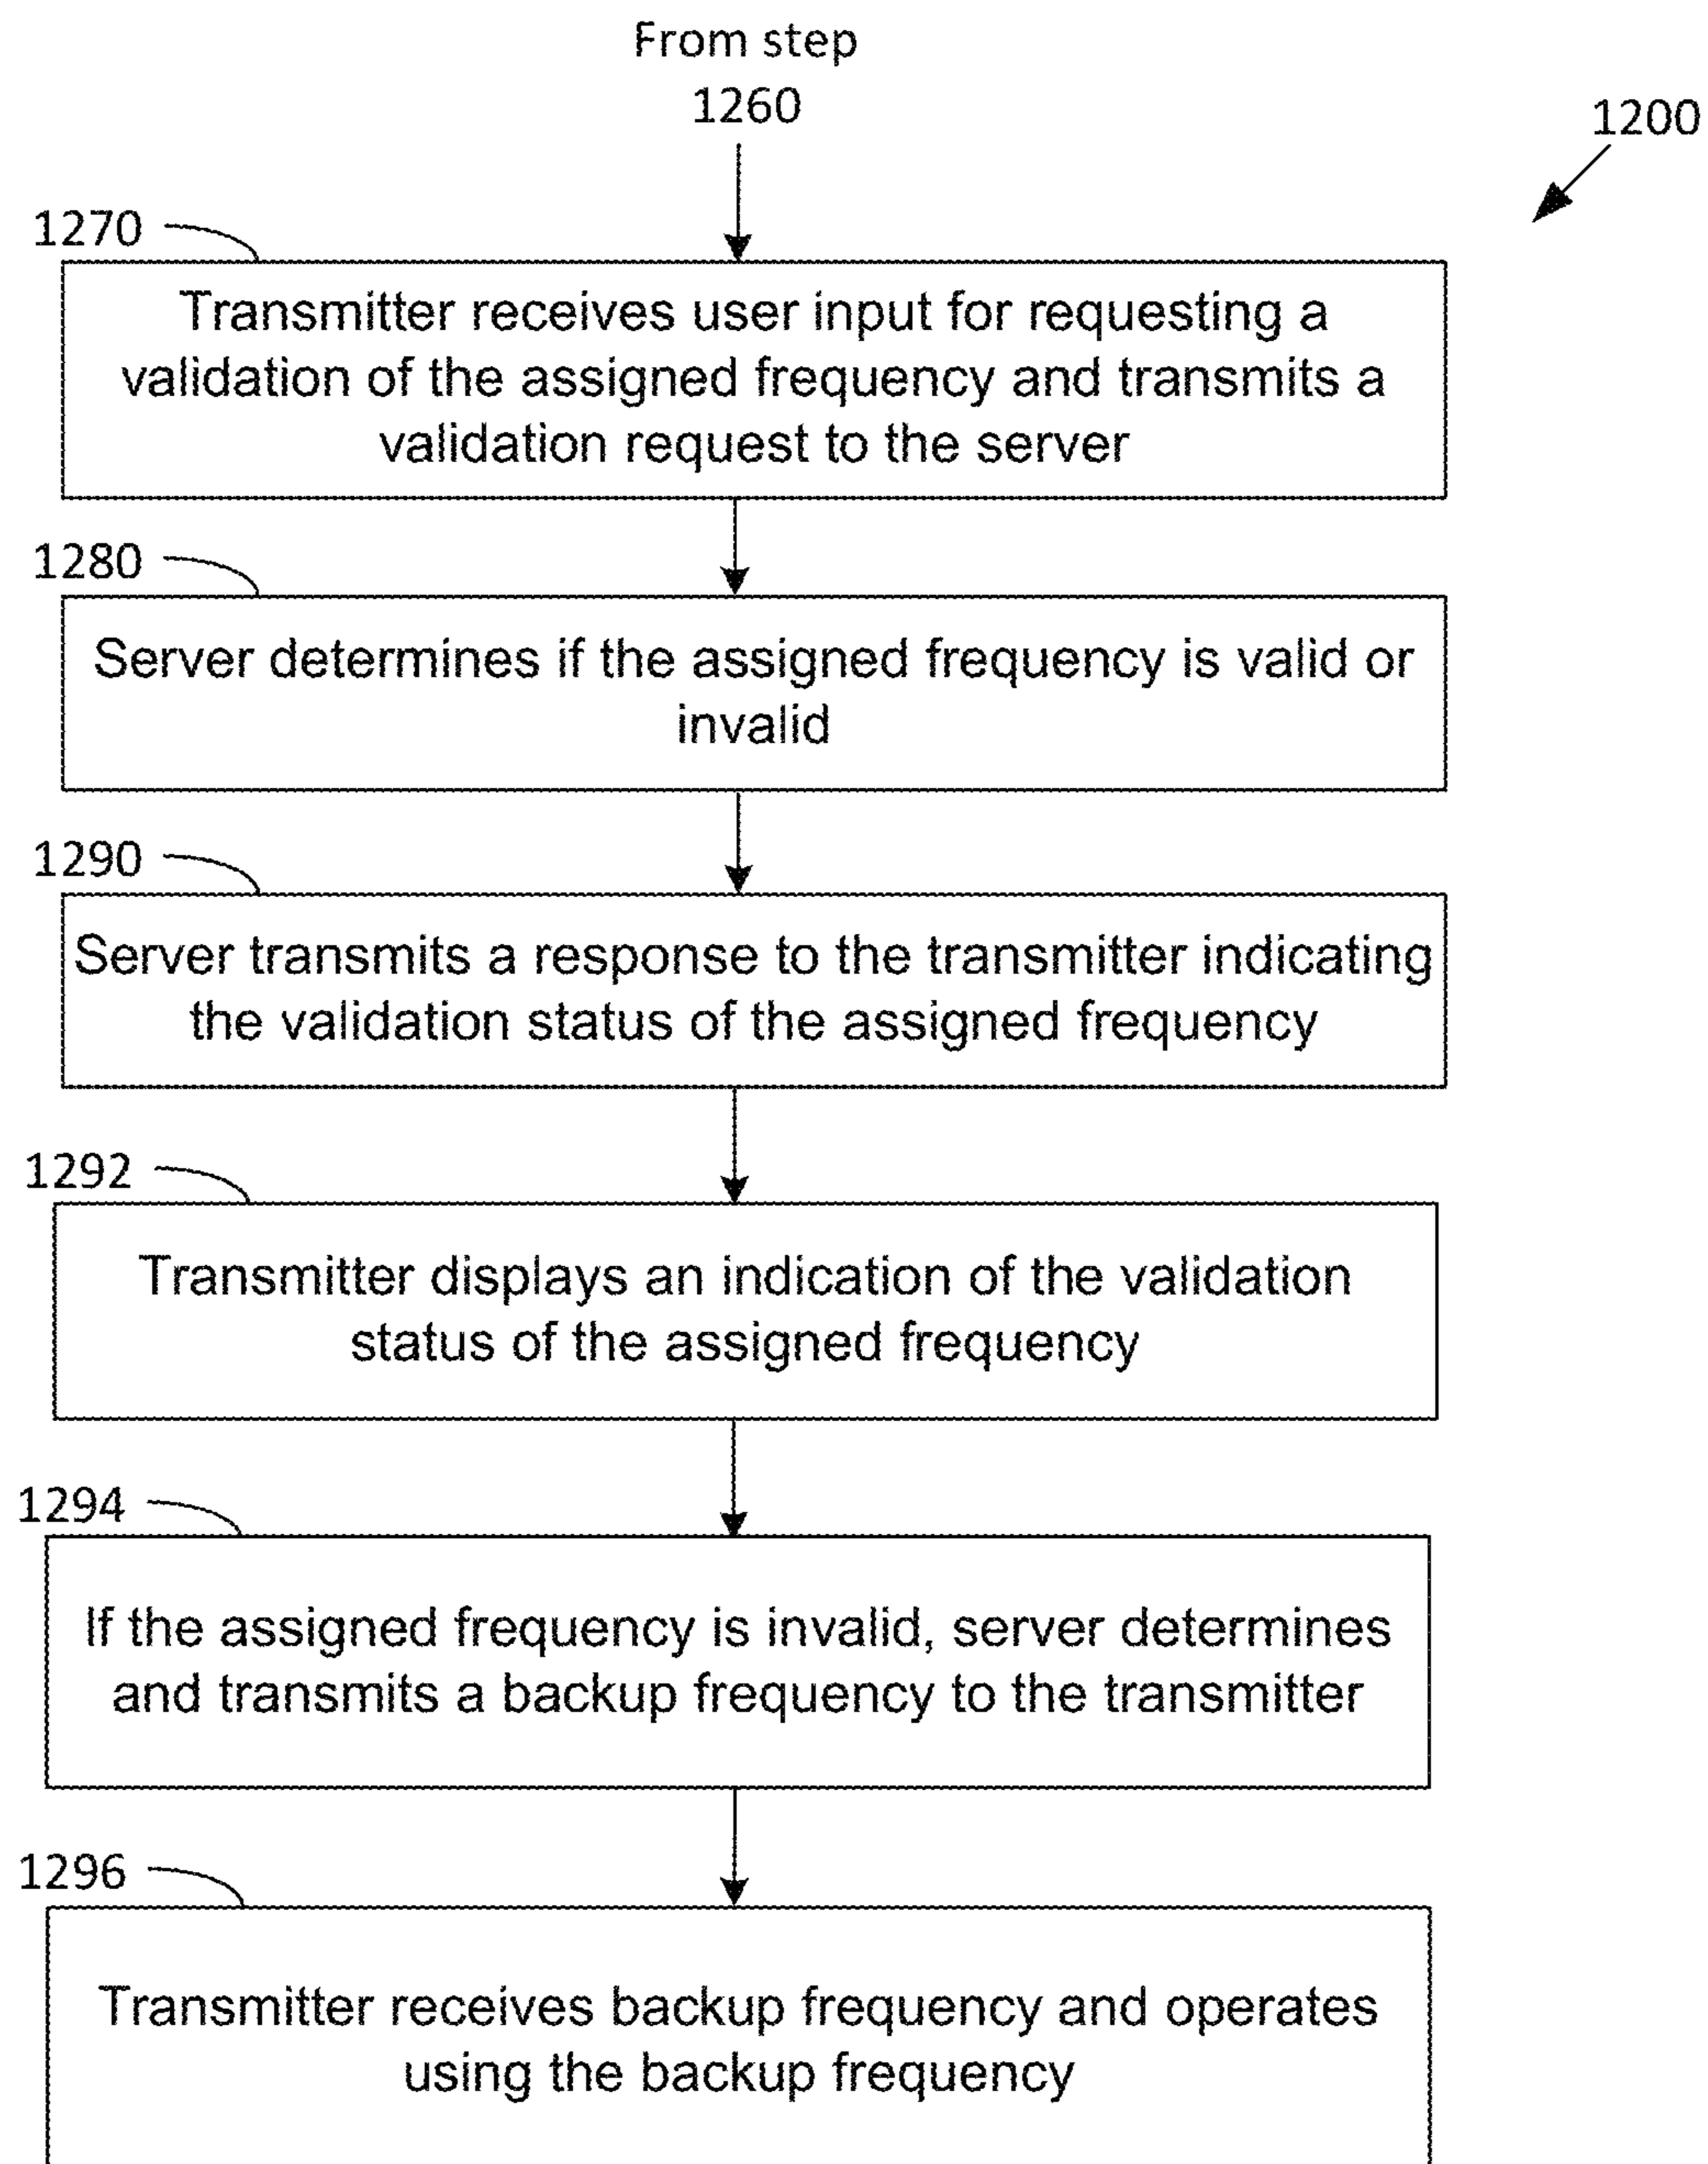 From step
1260
1200
1270
Transmitter receives user input for requesting a
validation of the assigned frequency and transmits a
validation request to the server
1280
Server determines if the assigned frequency is valid or
invalid
1290
Server transmits a response to the transmitter indicating
the validation status of the assigned frequency
1292
Transmitter displays an indication of the validation
status of the assigned frequency
1294
If the assigned frequency is invalid, server determines
and transmits a backup frequency to the transmitter
1296
Transmitter receives backup frequency and operates
using the backup frequency